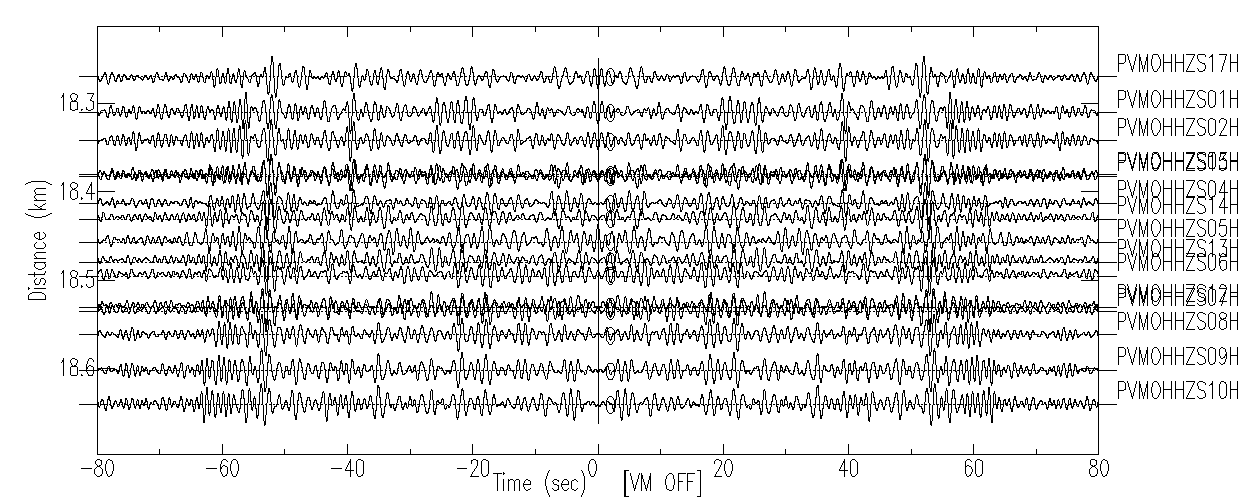 PVMOHHZS17H
18.3
PVMOHHZS01H
PVMOHHZS02H
18.4
PVMOHHZS04H
PVMOHHZS14H
PVMOHHZS05H
PVMOHHZS13H
PVMOHHZS06H
18.5
PVMOHHZS08H
18.6
PVMOHHZS09H
PVMOHHZS10H
Distance (km)
-80 -60 -40 -20 0 20 40 60 80
Time (sec) [VM OFF]